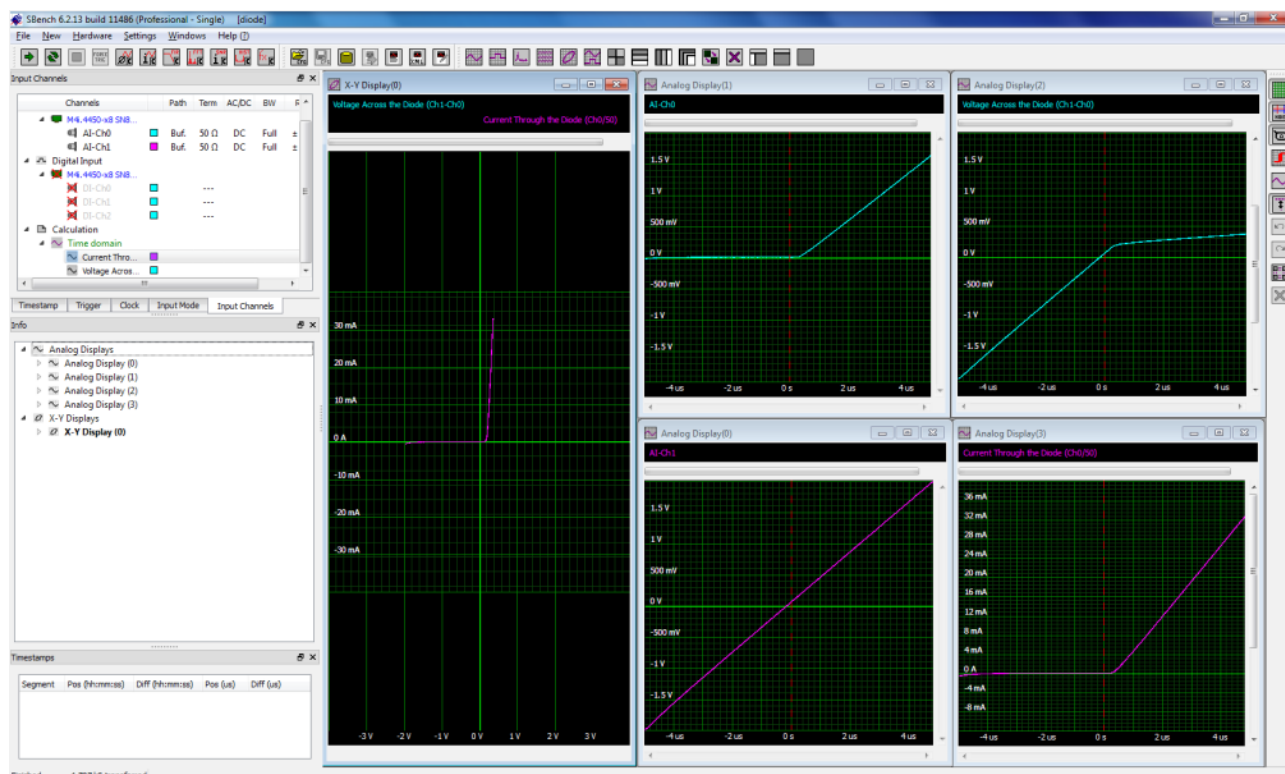 SBench 6.2.13 build 11486 (Professional - Single) [diode]
File New Hardware Settings Windows Help (?)
Input Channels
Channels Path Term AC/DC BW
M4i.4450-x8 SN8...
AI-Ch0 Buf. 50 Ω DC Full ±
AI-Ch1 Buf. 50 Ω DC Full ±
Digital Input
M4i.4450-x8 SN8...
DI-Ch0 ---
DI-Ch1 ---
DI-Ch2 ---
Calculation
Time domain
Current Thro...
Voltage Acros...
Timestamp Trigger Clock Input Mode Input Channels
Info
Analog Displays
Analog Display (0)
Analog Display (1)
Analog Display (2)
Analog Display (3)
X-Y Displays
X-Y Display (0)
Timestamps
Segment Pos (hh:mm:ss) Diff (hh:mm:ss) Pos (us) Diff (us)
X-Y Display(0)
Voltage Across the Diode (Ch1-Ch0)
Current Through the Diode (Ch0/50)
30 mA
20 mA
10 mA
0 A
-10 mA
-20 mA
-30 mA
-3 V -2 V -1 V 0 V 1 V 2 V 3 V
Analog Display(1)
AI-Ch0
1.5 V
1 V
500 mV
0 V
-500 mV
-1 V
-1.5 V
-4 us -2 us 0 s 2 us 4 us
Analog Display(2)
Voltage Across the Diode (Ch1-Ch0)
1.5 V
1 V
500 mV
0 V
-500 mV
-1 V
-1.5 V
-4 us -2 us 0 s 2 us 4 us
Analog Display(0)
AI-Ch1
1.5 V
1 V
500 mV
0 V
-500 mV
-1 V
-1.5 V
-4 us -2 us 0 s 2 us 4 us
Analog Display(3)
Current Through the Diode (Ch0/50)
36 mA
32 mA
28 mA
24 mA
20 mA
16 mA
12 mA
8 mA
4 mA
0 A
-4 mA
-8 mA
-4 us -2 us 0 s 2 us 4 us